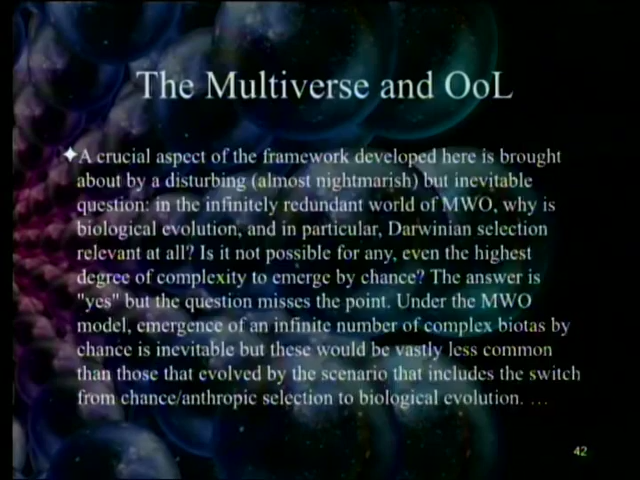 The Multiverse and OoL
A crucial aspect of the framework developed here is brought
about by a disturbing (almost nightmarish) but inevitable
question: in the infinitely redundant world of MWO, why is
biological evolution, and in particular, Darwinian selection
relevant at all? Is it not possible for any, even the highest
degree of complexity to emerge by chance? The answer is
"yes" but the question misses the point. Under the MWO
model, emergence of an infinite number of complex biotas by
chance is inevitable but these would be vastly less common
than those that evolved by the scenario that includes the switch
from chance/anthropic selection to biological evolution. …
42